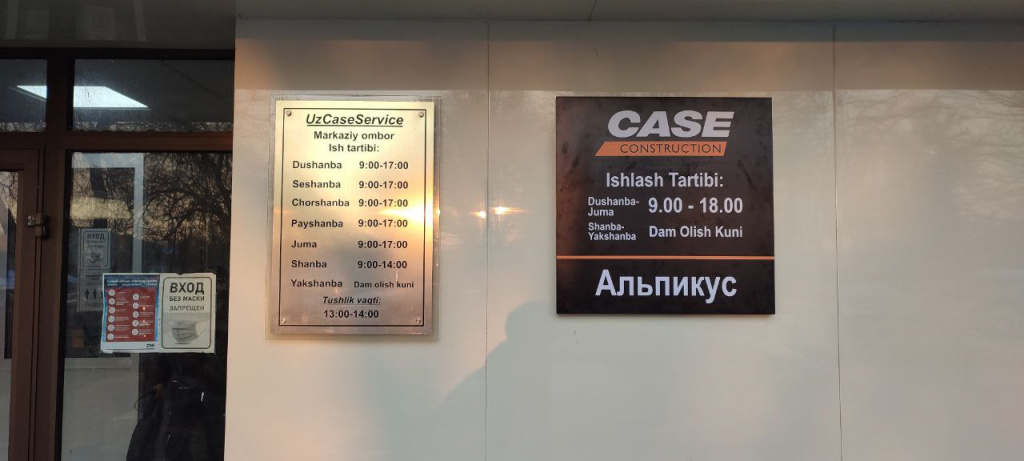 UzCaseService
Markaziy ombor
Ish tartibi:
Dushanba 9:00-17:00
Seshanba 9:00-17:00
Chorshanba 9:00-17:00
Payshanba 9:00-17:00
Juma 9:00-17:00
Shanba 9:00-14:00
Yakshanba Dam olish kuni
Tushlik vaqti:
13:00-14:00
CASE
CONSTRUCTION
Ishlash Tartibi:
Dushanba-
Juma 9.00 - 18.00
Shanba-
Yakshanba Dam Olish Kuni
Альпикус
ВХОД
БЕЗ МАСКИ
ЗАПРЕЩЕН
ВХОД